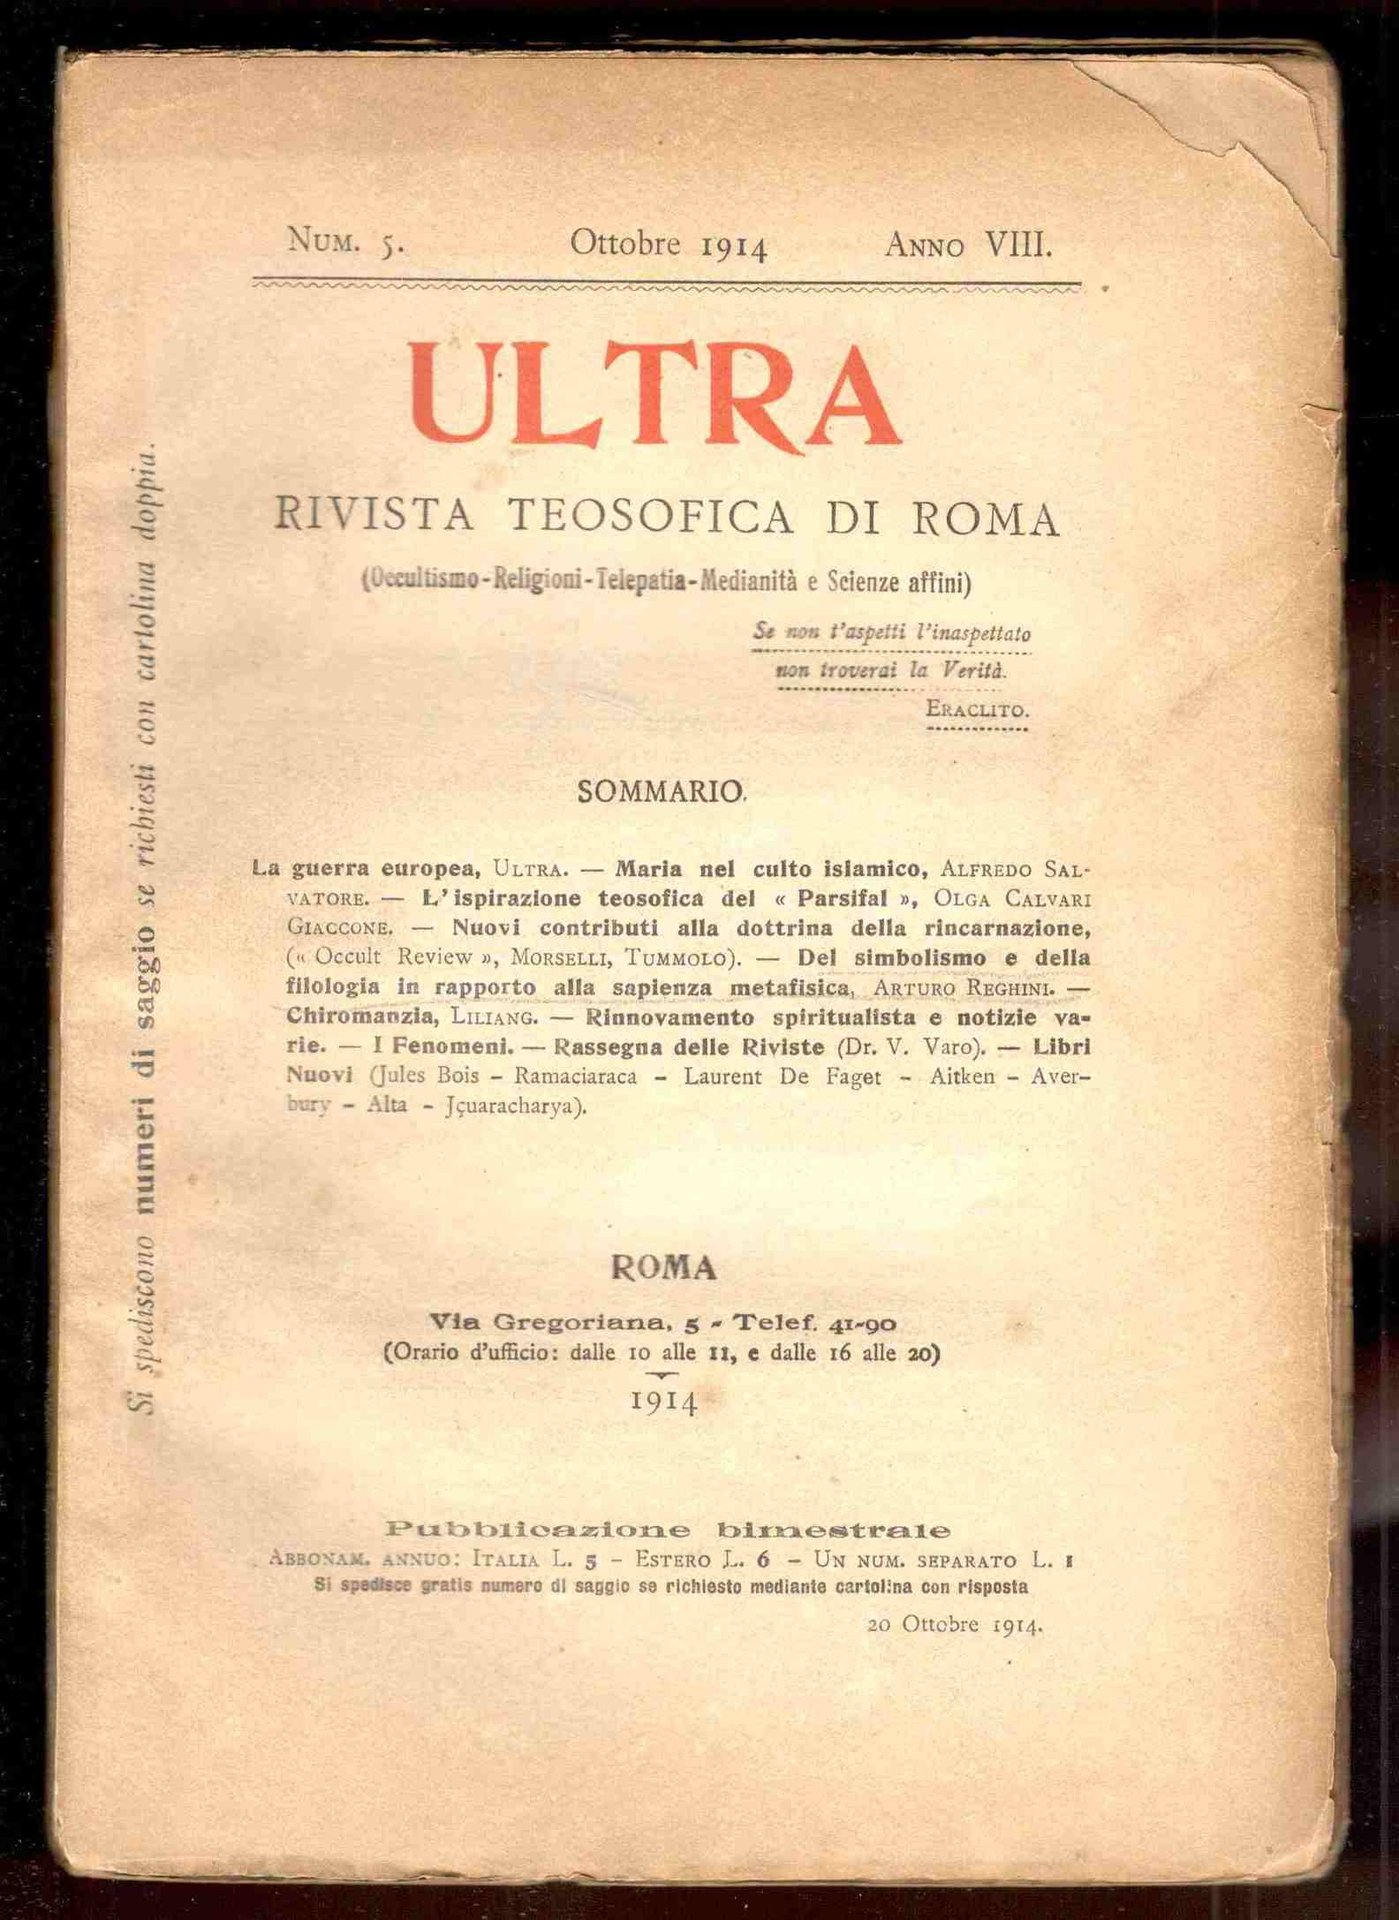 NUM. 5. Ottobre 1914 ANNO VIII.
ULTRA
RIVISTA TEOSOFICA DI ROMA
(Occultismo-Religioni-Telepatia-Medianità e Scienze affini)
Se non t'aspetti l'inaspettato
non troverai la Verità.
ERACLITO.
SOMMARIO.
La guerra europea, ULTRA. — Maria nel culto islamico, ALFREDO SAL-
VATORE. — L'ispirazione teosofica del « Parsifal », OLGA CALVARI
GIACCONE. — Nuovi contributi alla dottrina della rincarnazione,
(« Occult Review », MORSELLI, TUMMOLO). — Del simbolismo e della
filologia in rapporto alla sapienza metafisica, ARTURO REGHINI. —
Chiromanzia, LILIANG. — Rinnovamento spiritualista e notizie va-
rie. — I Fenomeni. — Rassegna delle Riviste (Dr. V. Varo). — Libri
Nuovi (Jules Bois – Ramaciaraca – Laurent De Faget – Aitken – Aver-
bury – Alta – Jçuaracharya).
ROMA
Via Gregoriana, 5 - Telef. 41-90
(Orario d'ufficio: dalle 10 alle 11, e dalle 16 alle 20)
1914
Pubblicazione bimestrale
ABBONAM. ANNUO: ITALIA L. 5 – ESTERO L. 6 – UN NUM. SEPARATO L. 1
Si spedisce gratis numero di saggio se richiesto mediante cartolina con risposta
20 Ottobre 1914.
Si spediscono numeri di saggio se richiesti con cartolina doppia.